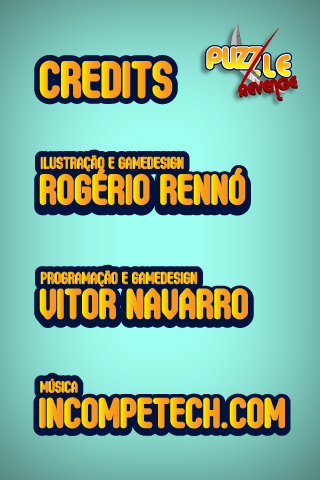 CREDITS
PUZZLE
REVENGE
ILUSTRAÇÃO E GAMEDESIGN
ROGÉRIO RENNÓ
PROGRAMAÇÃO E GAMEDESIGN
VITOR NAVARRO
MÚSICA
INCOMPETECH.COM